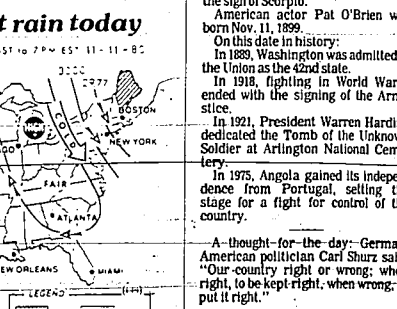 t rain today
EST 11 - 11 - 80
3000
2977
BOSTON
NEW YORK
COLD
FAIR
ATLANTA
NEW ORLEANS
MIAMI
LEGEND
the sign of Scorpio.
American actor Pat O'Brien w
born Nov. 11, 1899.
On this date in history:
In 1889, Washington was admitted
the Union as the 42nd state.
In 1918, fighting in World War
ended with the signing of the Arm
stice.
In 1921, President Warren Hardi
dedicated the Tomb of the Unknow
Soldier at Arlington National Cem
tery.
In 1975, Angola gained its indepe
dence from Portugal, setting t
stage for a fight for control of t
country.
A thought for the day: Germa
American politician Carl Shurz sai
"Our country right or wrong; whe
right, to be kept right, when wrong,
put it right."